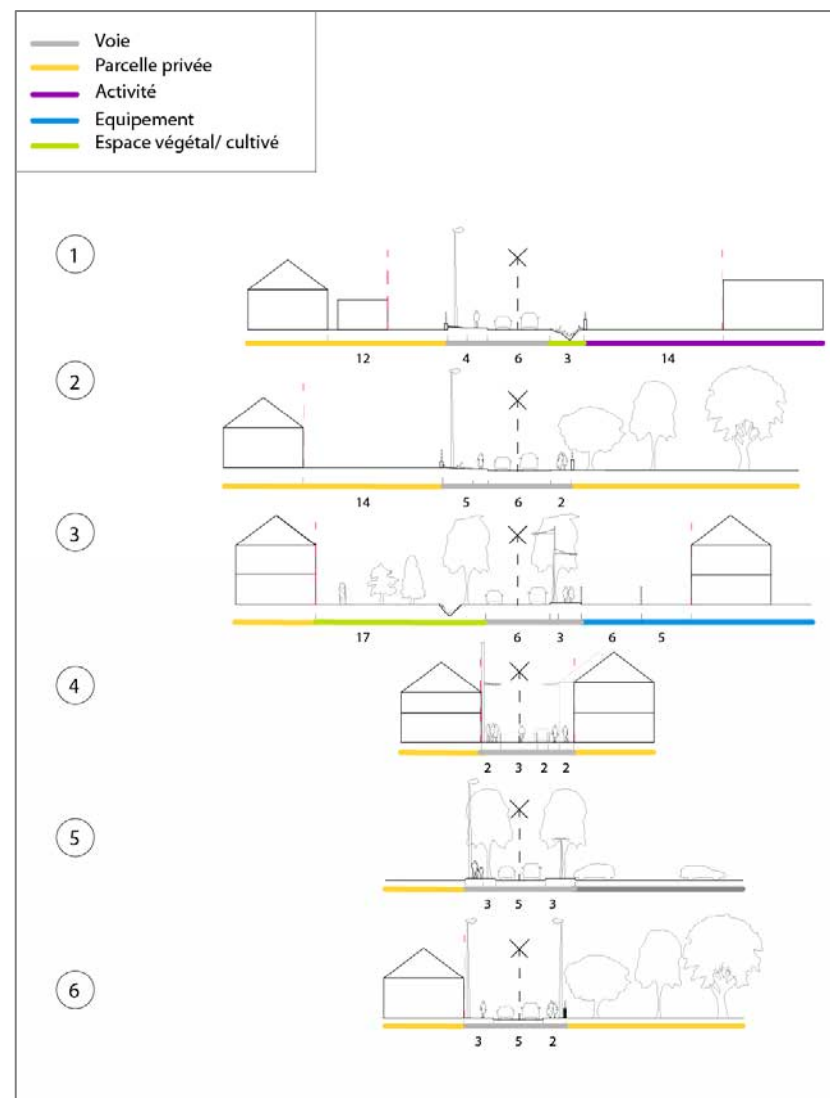 Voie
Parcelle privée
Activité
Equipement
Espace végétal/ cultivé
1
12 4 6 3 14
2
14 5 6 2
3
17 6 3 6 5
4
2 3 2 2
5
3 5 3
6
3 5 2